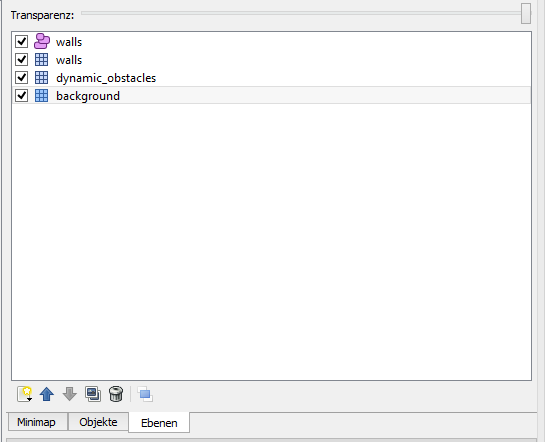 Transparenz:
walls
walls
dynamic_obstacles
background
Minimap Objekte Ebenen